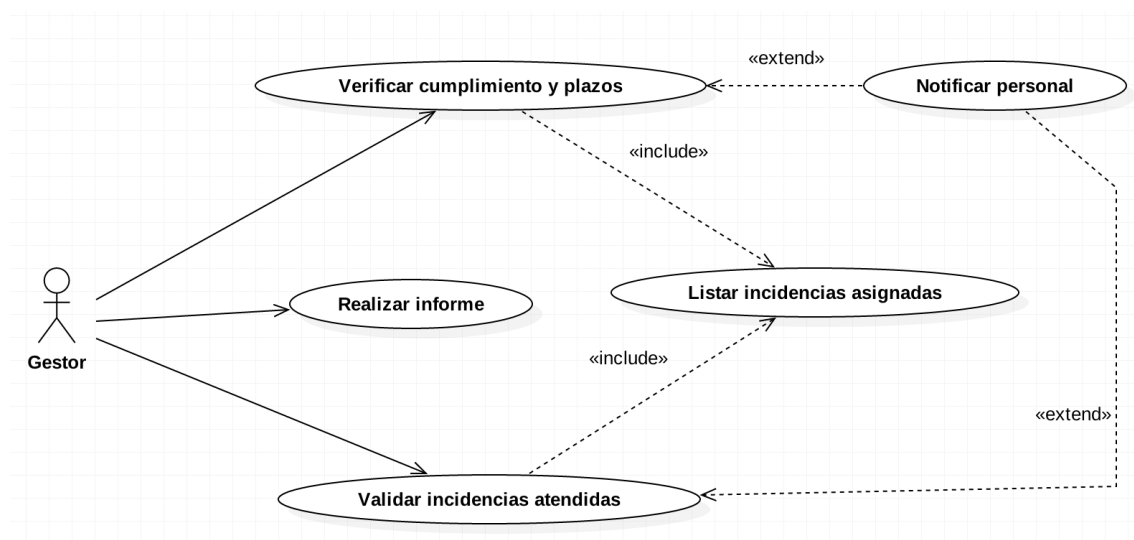 «extend»
Verificar cumplimiento y plazos
Notificar personal
«include»
Listar incidencias asignadas
Realizar informe
Gestor
«include»
«extend»
Validar incidencias atendidas